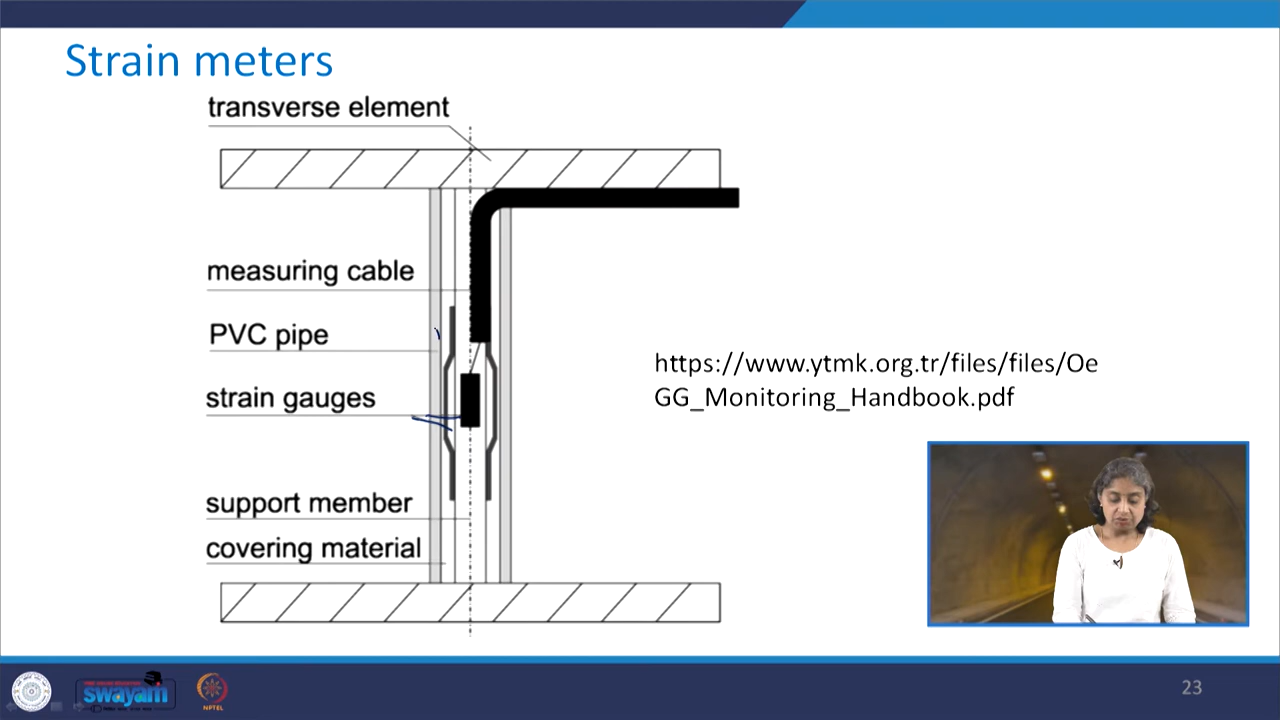 Strain meters
transverse element
measuring cable
PVC pipe
strain gauges
support member
covering material
https://www.ytmk.org.tr/files/files/Oe
GG_Monitoring_Handbook.pdf
swayam
NPTEL
23